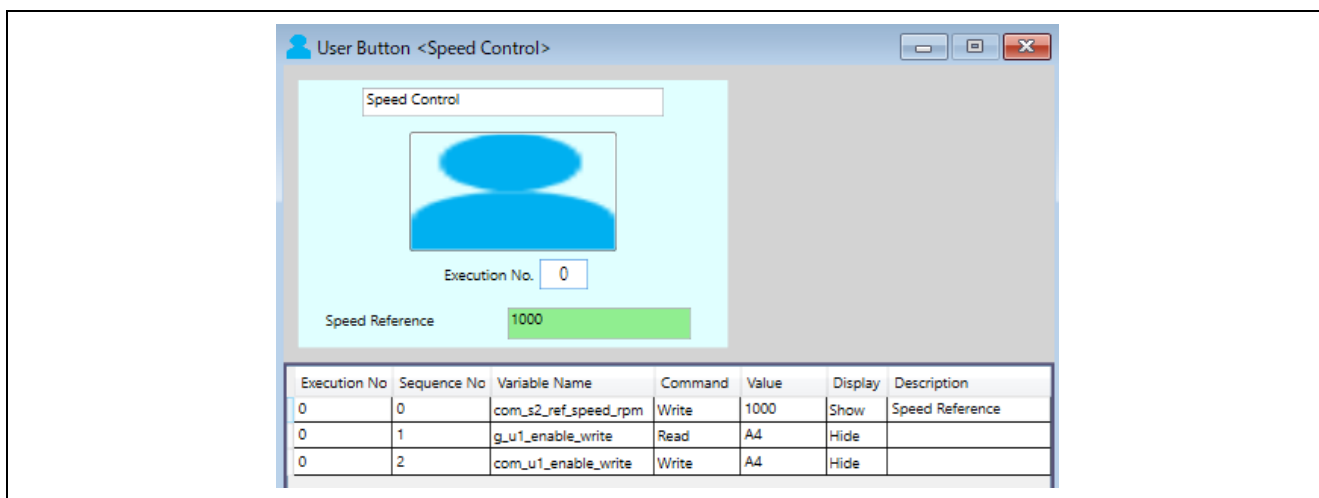 User Button <Speed Control>
Speed Control
Execution No. 0
Speed Reference 1000
Execution No Sequence No Variable Name Command Value Display Description
0 0 com_s2_ref_speed_rpm Write 1000 Show Speed Reference
0 1 g_u1_enable_write Read A4 Hide
0 2 com_u1_enable_write Write A4 Hide